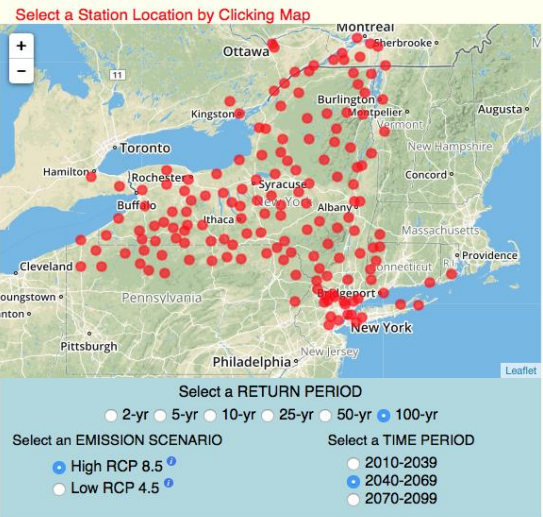 Select a Station Location by Clicking Map
Montreal
Sherbrooke
Ottawa
+
−
11
Burlington
Montpelier
Kingston
Augusta
Vermont
Toronto
New Hampshire
Hamilton
Rochester
Syracuse
Concord
Buffalo
New York
Albany
Ithaca
Massachusetts
Providence
Cleveland
Connecticut
R.I.
Bridgeport
Pennsylvania
oungstown
nton
New York
Pittsburgh
New Jersey
Philadelphia
Leaflet
Select a RETURN PERIOD
2-yr 5-yr 10-yr 25-yr 50-yr 100-yr
Select an EMISSION SCENARIO
Select a TIME PERIOD
High RCP 8.5 i
2010-2039
2040-2069
Low RCP 4.5 i
2070-2099